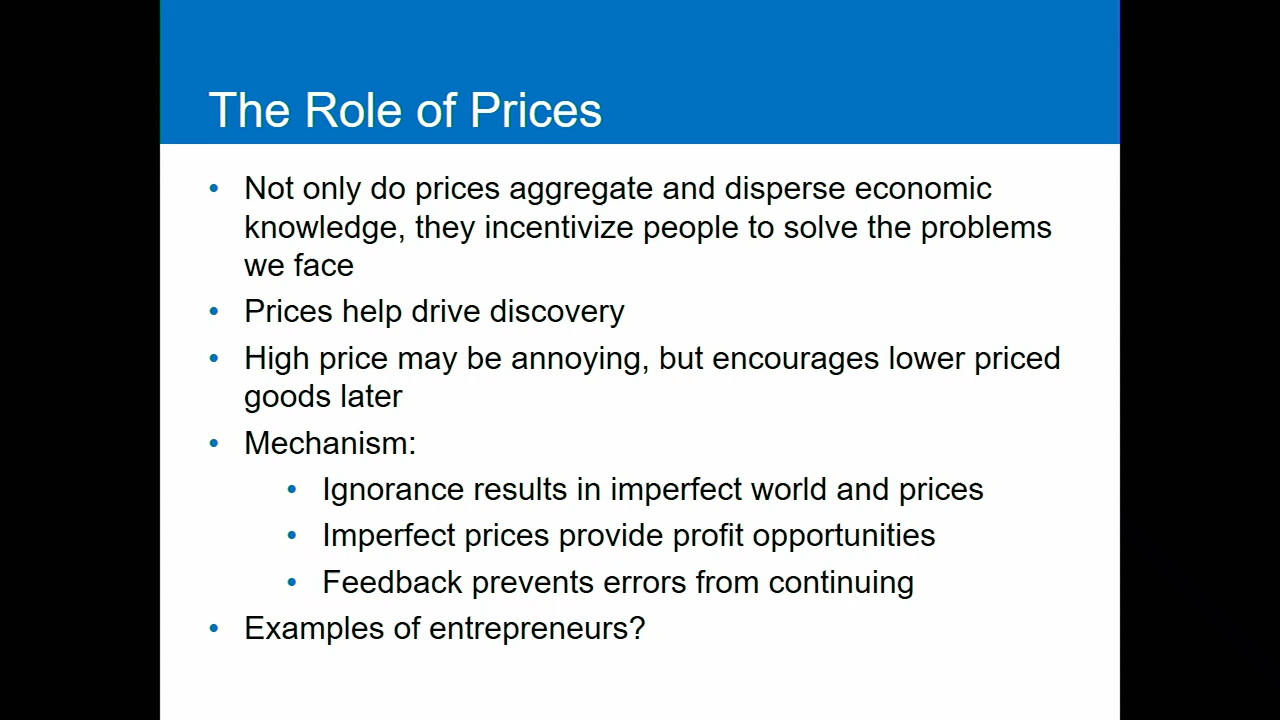 The Role of Prices
• Not only do prices aggregate and disperse economic
knowledge, they incentivize people to solve the problems
we face
• Prices help drive discovery
• High price may be annoying, but encourages lower priced
goods later
• Mechanism:
• Ignorance results in imperfect world and prices
• Imperfect prices provide profit opportunities
• Feedback prevents errors from continuing
• Examples of entrepreneurs?